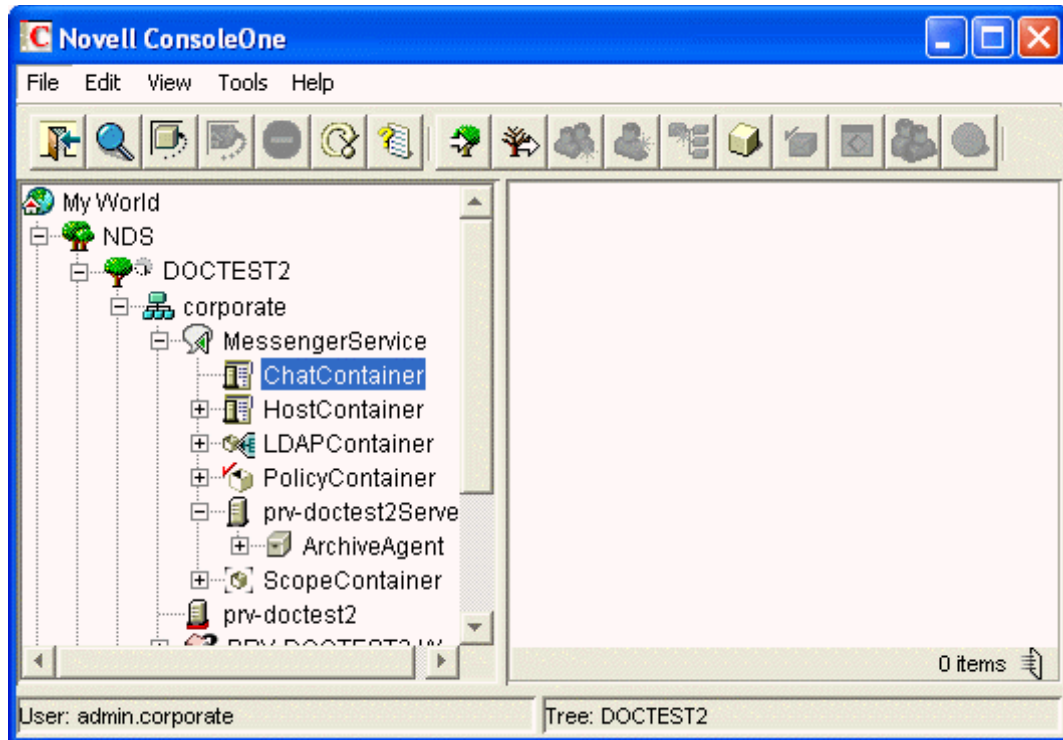 Novell ConsoleOne
File Edit View Tools Help
My World
NDS
DOCTEST2
corporate
MessengerService
ChatContainer
HostContainer
LDAPContainer
PolicyContainer
prv-doctest2Serve
ArchiveAgent
ScopeContainer
prv-doctest2
0 items
User: admin.corporate
Tree: DOCTEST2